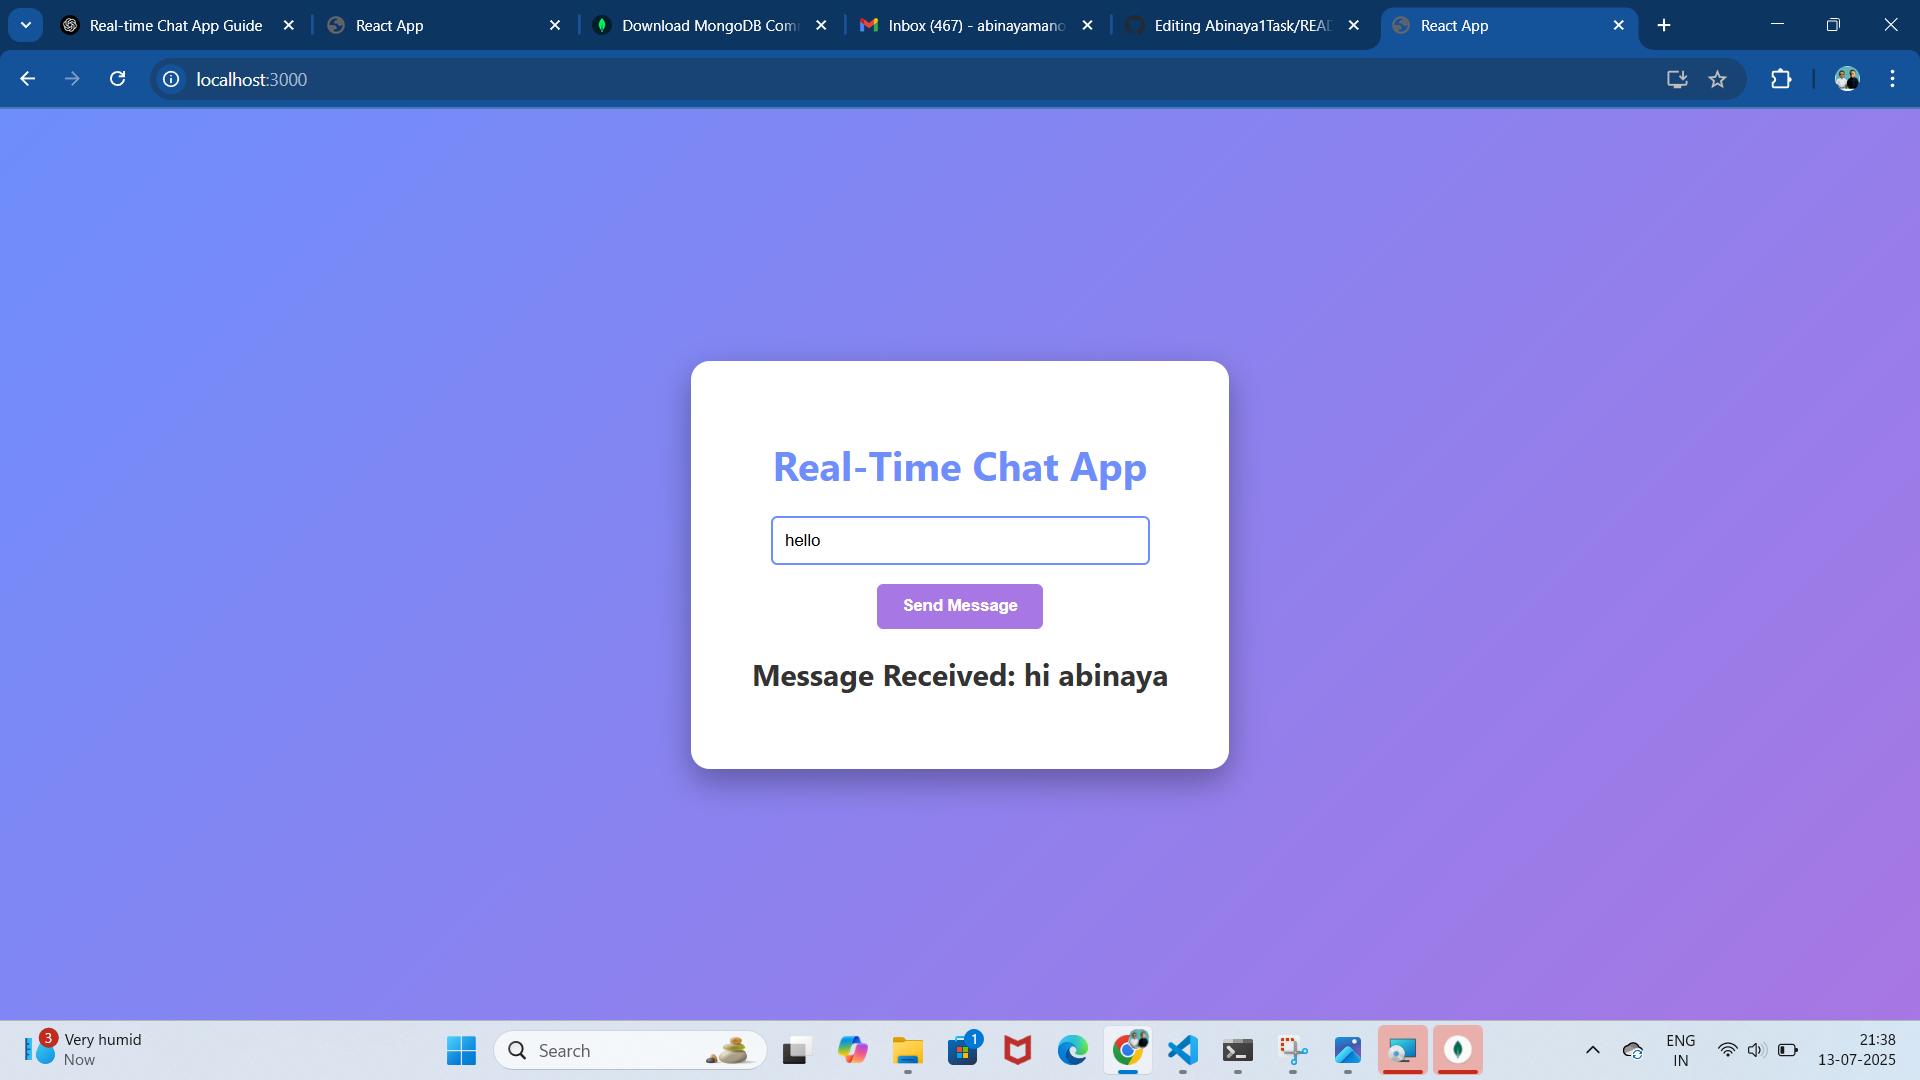 Real-time Chat App Guide
React App
Download MongoDB Com
Inbox (467) - abinayamano
Editing Abinaya1Task/READ
React App
localhost:3000
Real-Time Chat App
hello
Send Message
Message Received: hi abinaya
3
Very humid
Now
Search
1
ENG
IN
21:38
13-07-2025